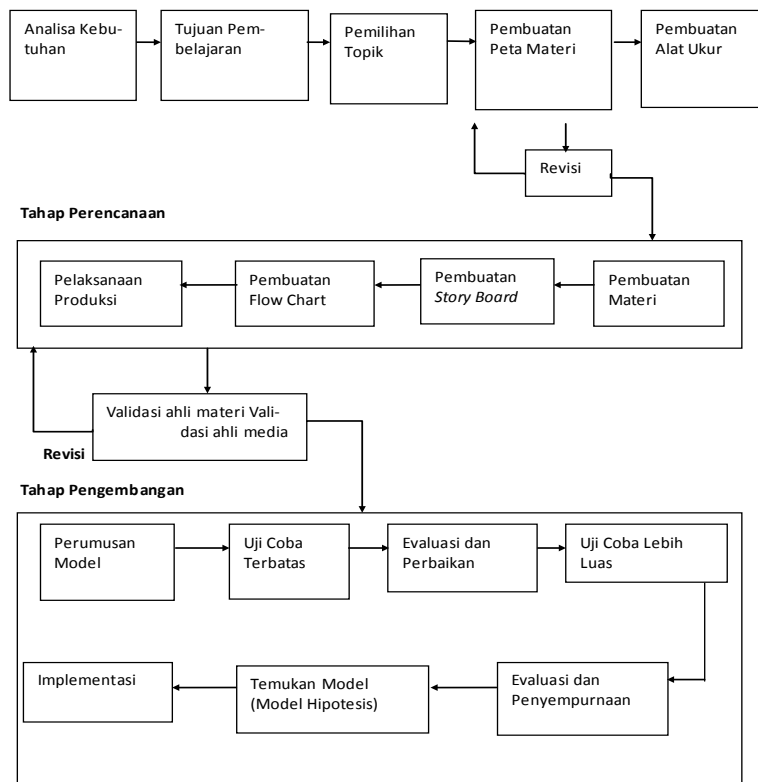 Analisa Kebu-
tuhan
Tujuan Pem-
belajaran
Pemilihan
Topik
Pembuatan
Peta Materi
Pembuatan
Alat Ukur
Revisi
Tahap Perencanaan
Pelaksanaan
Produksi
Pembuatan
Flow Chart
Pembuatan
Story Board
Pembuatan
Materi
Validasi ahli materi Vali-
dasi ahli media
Revisi
Tahap Pengembangan
Perumusan
Model
Uji Coba
Terbatas
Evaluasi dan
Perbaikan
Uji Coba Lebih
Luas
Implementasi
Temukan Model
(Model Hipotesis)
Evaluasi dan
Penyempurnaan